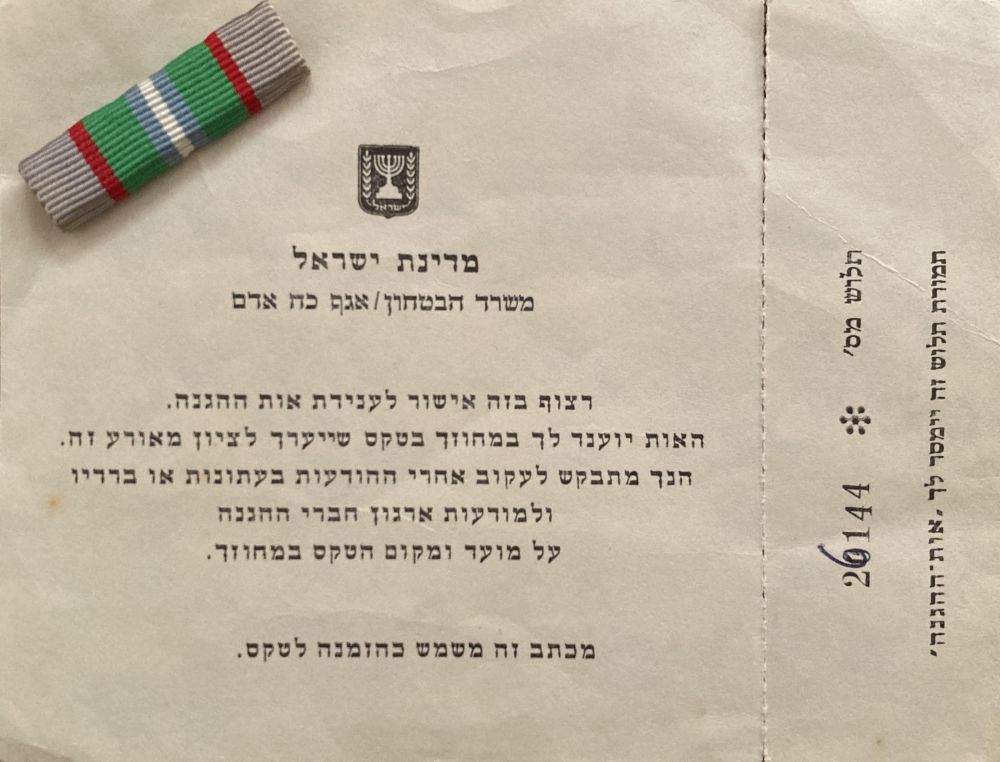 ישראל
מדינת ישראל
משרד הבטחון/אגף כח אדם
רצוף בזה אישור לענידת אות ההגנה.
האות יוענד לך במחוזך בטקס שייערך לציון מאורע זה.
הנך מתבקש לעקוב אחרי ההודעות בעתונות או ברדיו
ולמודעות ארגון חברי ההגנה
על מועד ומקום הטקס במחוזך.
מכתב זה משמש כהזמנה לטקס.
תלוש מס׳ 26144
תמורת תלוש זה יימסר לך ׳אות־ההגנה׳